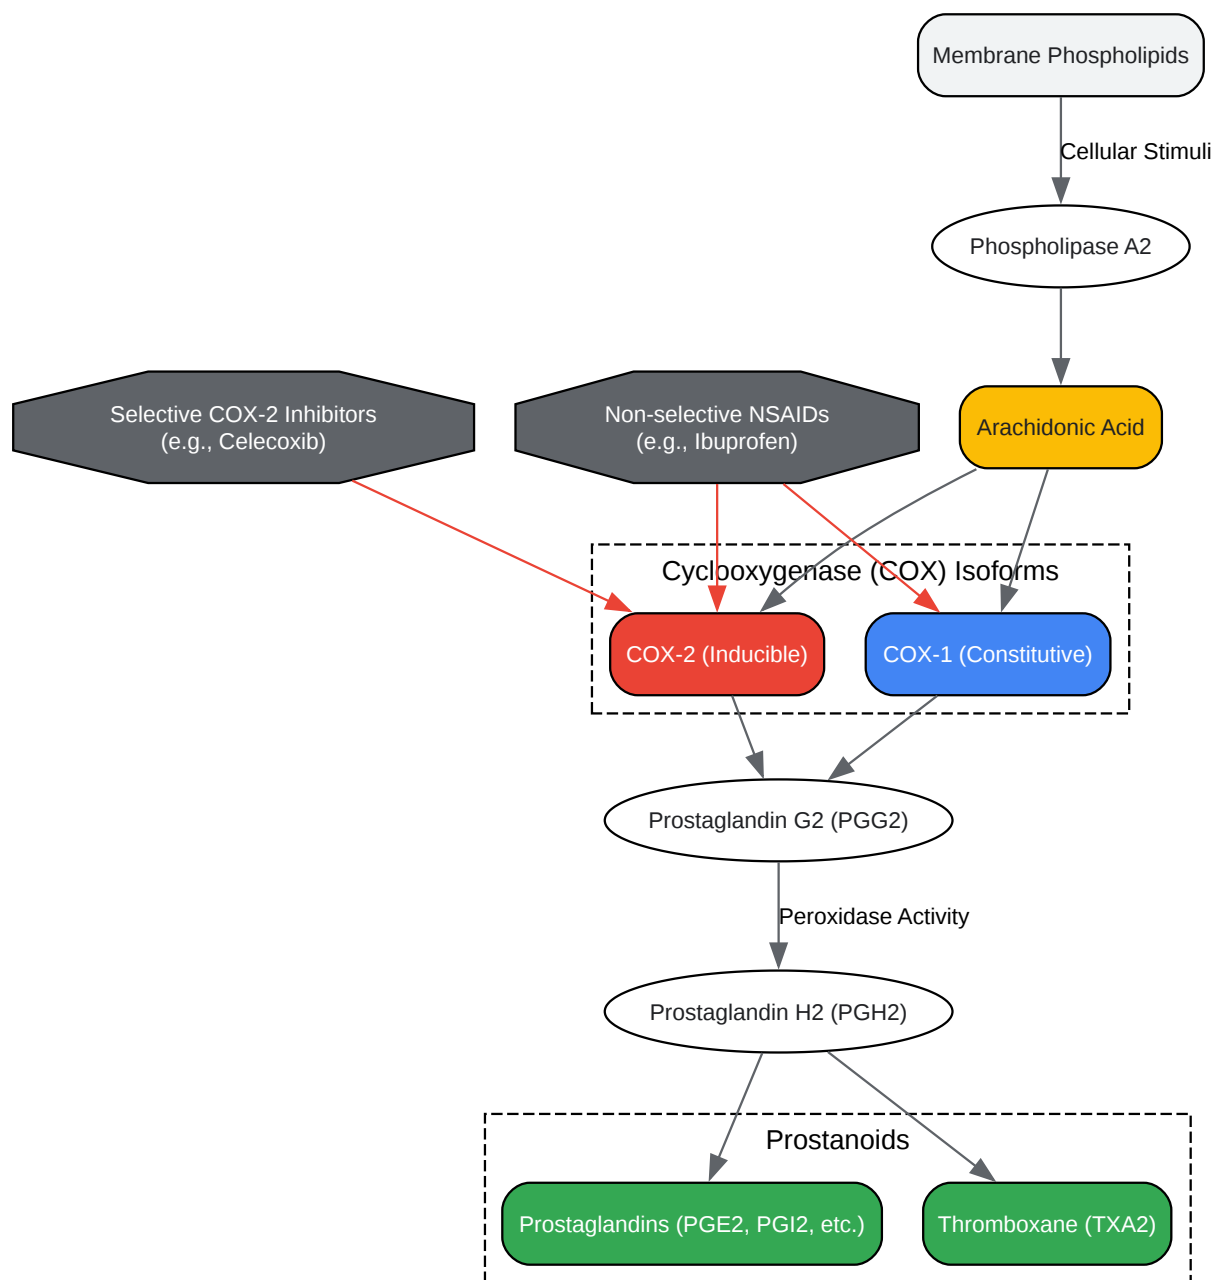 Membrane Phospholipids
Cellular Stimuli
Phospholipase A2
Selective COX-2 Inhibitors
(e.g., Celecoxib)
Non-selective NSAIDs
(e.g., Ibuprofen)
Arachidonic Acid
Cyclooxygenase (COX) Isoforms
COX-2 (Inducible)
COX-1 (Constitutive)
Prostaglandin G2 (PGG2)
Peroxidase Activity
Prostaglandin H2 (PGH2)
Prostanoids
Prostaglandins (PGE2, PGI2, etc.)
Thromboxane (TXA2)